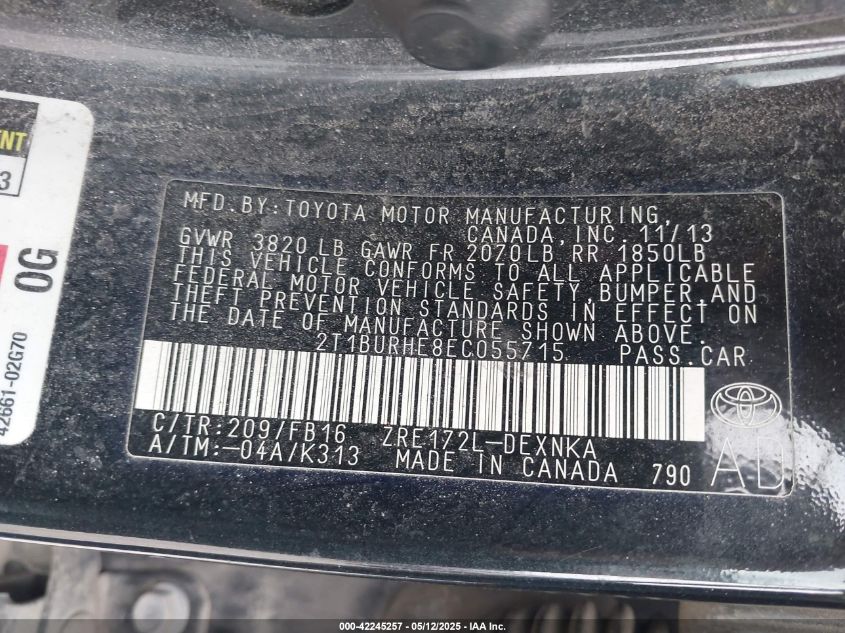 NT
3
0G
42661-02G70
MFD.BY:TOYOTA MOTOR MANUFACTURING,
CANADA,INC. 11/13
GVWR 3820LB GAWR FR 2070LB RR 1850LB
THIS VEHICLE CONFORMS TO ALL APPLICABLE
FEDERAL MOTOR VEHICLE SAFETY,BUMPER,AND
THEFT PREVENTION STANDARDS IN EFFECT ON
THE DATE OF MANUFACTURE SHOWN ABOVE.
2T1BURHE8EC055715 PASS.CAR
C/TR:209/FB16 ZRE172L-DEXNKA
A/TM:-04A/K313 MADE IN CANADA 790
AD
000-42245257 - 05/12/2025 - IAA Inc.